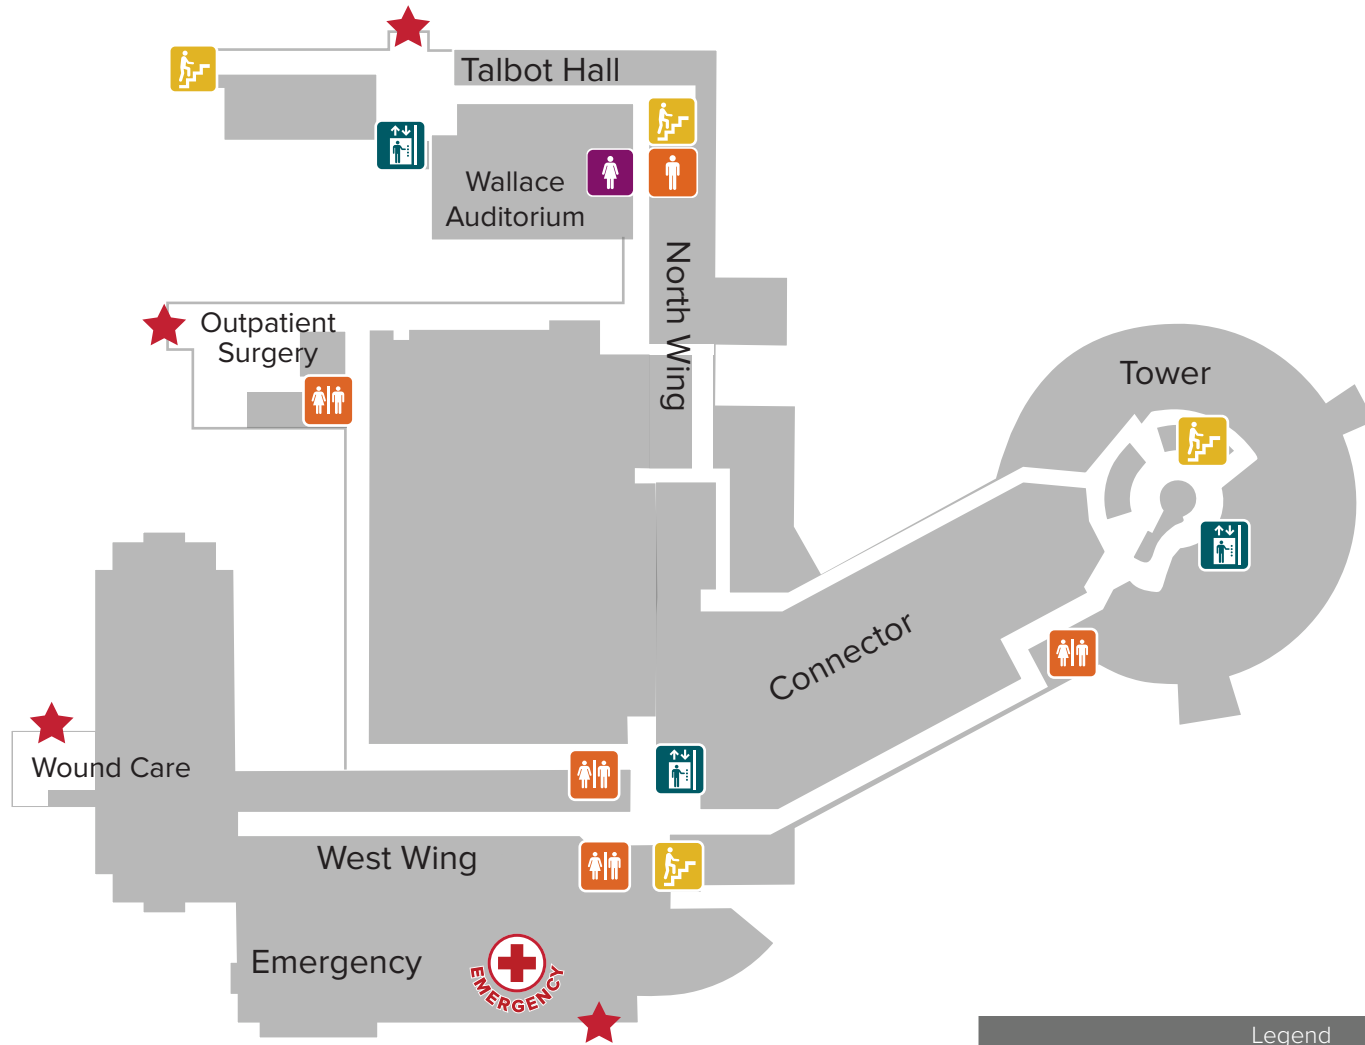 Talbot Hall
Wallace
Auditorium
North Wing
Outpatient
Surgery
Tower
Connector
Wound Care
West Wing
Emergency
EMERGENCY
Legend